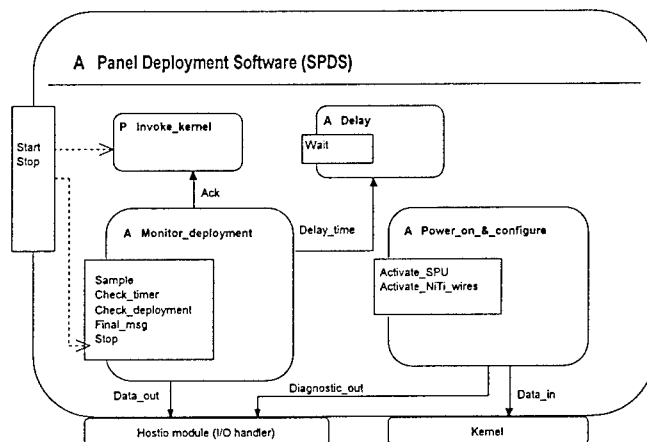 A Panel Deployment Software (SPDS)
Start
Stop
P Invoke_kernel
A Delay
Wait
Ack
A Monitor_deployment
Delay_time
A Power_on_&_configure
Sample
Check_timer
Check_deployment
Final_msg
Stop
Activate_SPU
Activate_NiTi_wires
Data_out
Diagnostic_out
Data_in
Hostio module (I/O handler)
Kernel